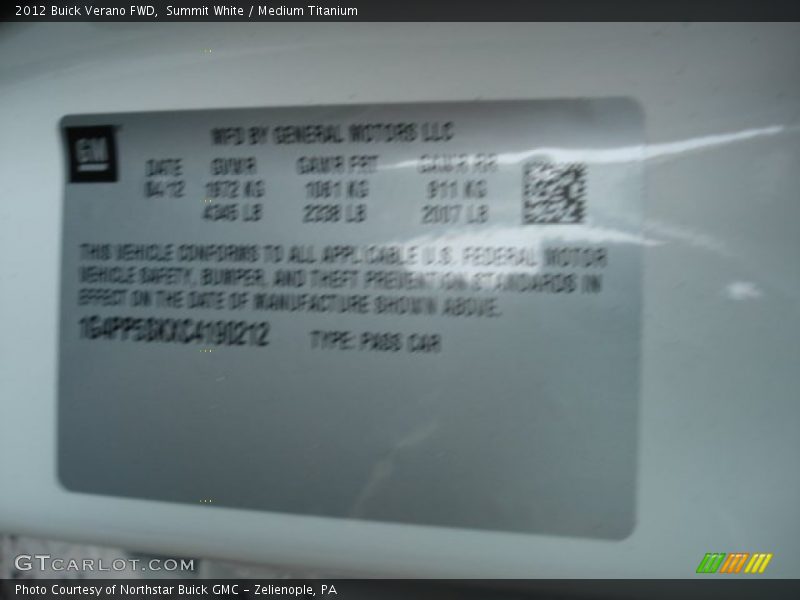 2012 Buick Verano FWD,  Summit White / Medium Titanium
GM
MFD BY GENERAL MOTORS LLC
DATE GVWR GAWR FRT GAWR RR
04/12 1972 KG 1061 KG 911 KG
4346 LB 2338 LB 2007 LB
THIS VEHICLE CONFORMS TO ALL APPLICABLE U.S. FEDERAL MOTOR
VEHICLE SAFETY, BUMPER, AND THEFT PREVENTION STANDARDS IN
EFFECT ON THE DATE OF MANUFACTURE SHOWN ABOVE.
TYPE: PASS CAR
GTCARLOT.COM
Photo Courtesy of Northstar Buick GMC - Zelienople, PA